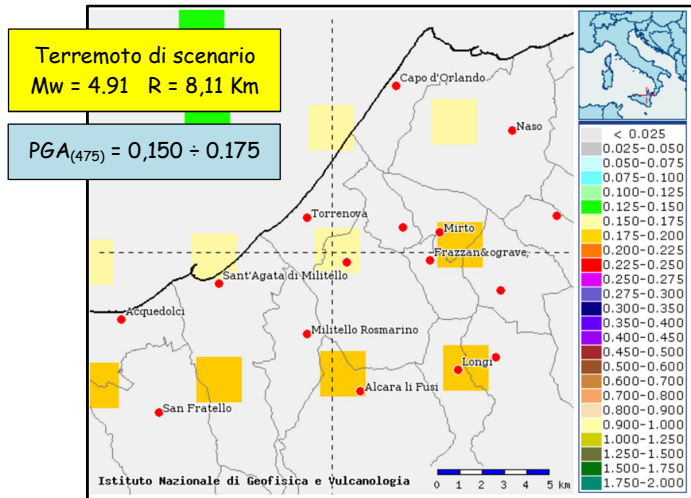 Terremoto di scenario
Mw = 4.91 R = 8,11 Km
PGA(475) = 0,150 ÷ 0.175
Capo d'Orlando
Naso
Torrenova
Mirto
Frazzan&ograve;
Sant'Agata di Militello
Acquedolci
Militello Rosmarino
Longi
Alcara li Fusi
San Fratello
Istituto Nazionale di Geofisica e Vulcanologia
0 1 2 3 4 5 km
< 0.025
0.025-0.050
0.050-0.075
0.075-0.100
0.100-0.125
0.125-0.150
0.150-0.175
0.175-0.200
0.200-0.225
0.225-0.250
0.250-0.275
0.275-0.300
0.300-0.350
0.350-0.400
0.400-0.450
0.450-0.500
0.500-0.600
0.600-0.700
0.700-0.800
0.800-0.900
0.900-1.000
1.000-1.250
1.250-1.500
1.500-1.750
1.750-2.000